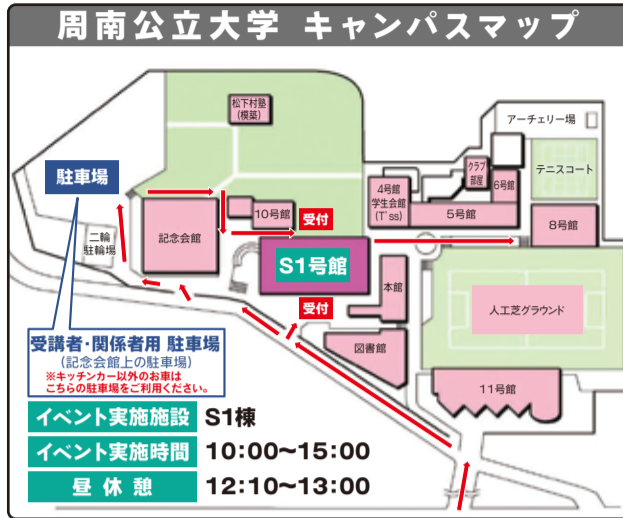 周南公立大学 キャンパスマップ
松下村塾
(模築)
アーチェリー場
テニスコート
クラブ
部屋
6号館
4号館
学生会館
(T'ss)
5号館
8号館
駐車場
10号館
受付
記念会館
二輪
駐輪場
S1号館
本館
人工芝グラウンド
受付
図書館
11号館
受講者・関係者用 駐車場
(記念会館上の駐車場)
※キッチンカー以外のお車は
こちらの駐車場をご利用ください。
イベント実施施設 S1棟
イベント実施時間 10:00~15:00
昼休憩 12:10~13:00